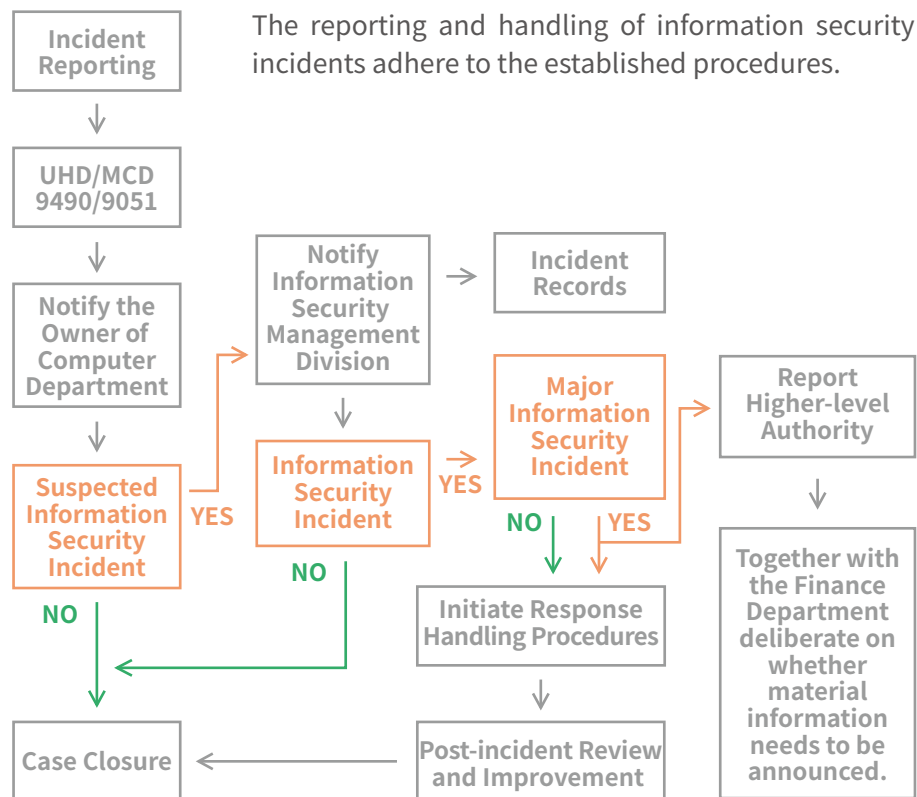 The reporting and handling of information security
incidents adhere to the established procedures.
Incident
Reporting
UHD/MCD
9490/9051
Notify the
Owner of
Computer
Department
Suspected
Information
Security
Incident
YES
NO
Notify
Information
Security
Management
Division
Incident
Records
Information
Security
Incident
YES
NO
Major
Information
Security
Incident
NO
YES
Report
Higher-level
Authority
Together with
the Finance
Department
deliberate on
whether
material
information
needs to be
announced.
Initiate Response
Handling Procedures
Post-incident Review
and Improvement
Case Closure